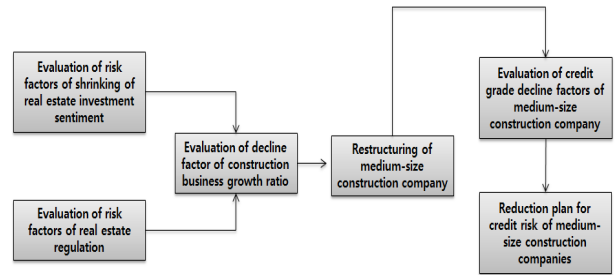 Evaluation of risk
factors of shrinking of
real estate investment
sentiment
Evaluation of risk
factors of real estate
regulation
Evaluation of decline
factor of construction
business growth ratio
Restructuring of
medium-size
construction company
Evaluation of credit
grade decline factors of
medium-size
construction company
Reduction plan for
credit risk of medium-
size construction
companies